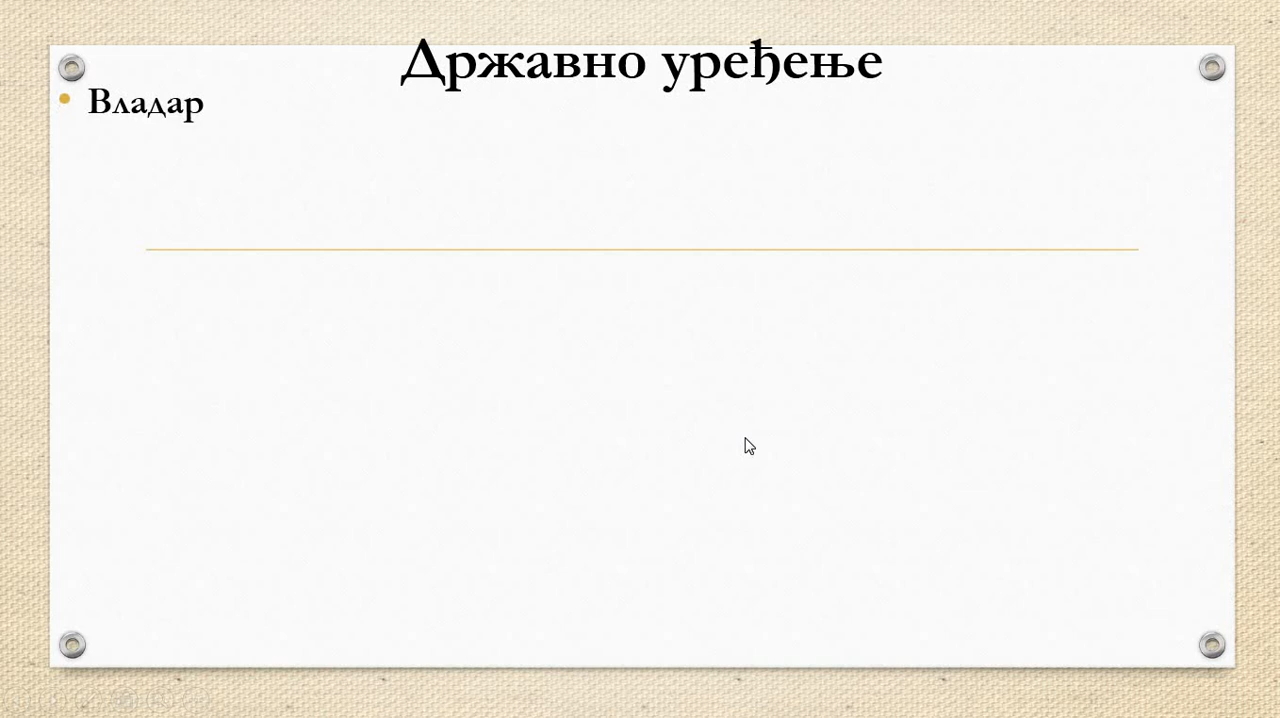 Државно уређење
Владар